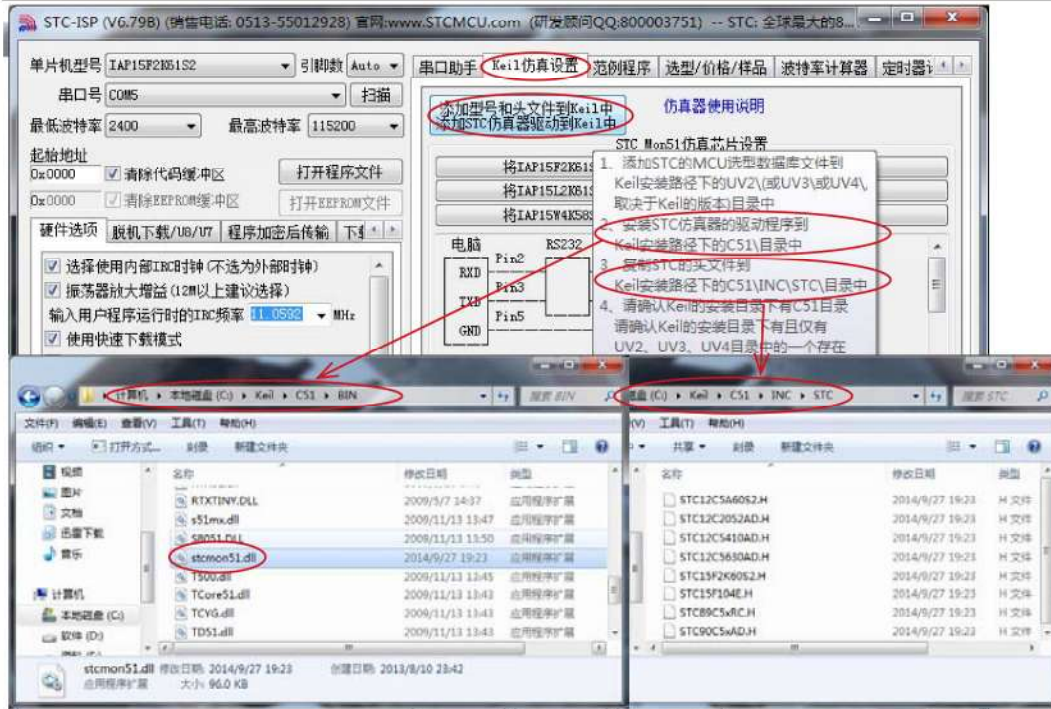 STC-ISP (V6.79B) (销售电话: 0513-55012928) 官网:www.STCMCU.com (研发顾问QQ:800003751) -- STC: 全球最大的8...
单片机型号 IAP15F2K61S2 引脚数 Auto
串口号 COM5 扫描
最低波特率 2400 最高波特率 115200
起始地址
0x0000 清除代码缓冲区 打开程序文件
0x0000 清除EEPROM缓冲区 打开EEPROM文件
硬件选项 脱机下载/U8/U7 程序加密后传输
选择使用内部IRC时钟(不选为外部时钟)
振荡器放大增益(12M以上建议选择)
输入用户程序运行时的IRC频率 11.0592 MHz
使用快速下载模式
串口助手 Keil仿真设置 范例程序 选型/价格/样品 波特率计算器 定时器
添加型号和头文件到Keil中
添加STC仿真器驱动到Keil中
仿真器使用说明
STC Mon51仿真芯片设置
将IAP15F2K61S
将IAP15L2K61S
将IAP15W4K58S
电脑 RS232
Pin2
RXD
Pin3
TXD
Pin5
GND
1、添加STC的MCU选型数据库文件到
Keil安装路径下的UV2\(或UV3\或UV4\,
取决于Keil的版本)目录中
2、安装STC仿真器的驱动程序到
Keil安装路径下的C51\目录中
3、复制STC的头文件到
Keil安装路径下的C51\INC\STC\目录中
4、请确认Keil的安装目录下有C51目录
请确认Keil的安装目录下有且仅有
UV2、UV3、UV4目录中的一个存在
计算机 本地磁盘 (C:) Keil C51 BIN 搜索 BIN
文件(F) 编辑(E) 查看(V) 工具(T) 帮助(H)
组织 打开方式... 刻录 新建文件夹
视频
图片
文档
迅雷下载
音乐
计算机
本地磁盘 (C:)
软件 (D:)
名称 修改日期 类型
RTXTINY.DLL 2009/5/7 14:37 应用程序扩展
s51mx.dll 2009/11/13 13:47 应用程序扩展
S8051.DLL 2009/11/13 13:50 应用程序扩展
stcmon51.dll 2014/9/27 19:23 应用程序扩展
T500.dll 2009/11/13 13:45 应用程序扩展
TCore51.dll 2009/11/13 13:43 应用程序扩展
TCYG.dll 2009/11/13 13:43 应用程序扩展
TD51.dll 2009/11/13 13:43 应用程序扩展
stcmon51.dll 修改日期: 2014/9/27 19:23 创建日期: 2013/8/10 23:42
应用程序扩展 大小: 96.0 KB
磁盘 (C:) Keil C51 INC STC 搜索 STC
(V) 工具(T) 帮助(H)
共享 刻录 新建文件夹
名称 修改日期 类型
STC12C5A60S2.H 2014/9/27 19:23 H 文件
STC12C2052AD.H 2014/9/27 19:23 H 文件
STC12C5410AD.H 2014/9/27 19:23 H 文件
STC12C5630AD.H 2014/9/27 19:23 H 文件
STC15F2K60S2.H 2014/9/27 19:23 H 文件
STC15F104E.H 2014/9/27 19:23 H 文件
STC89C5xRC.H 2014/9/27 19:23 H 文件
STC90C5xAD.H 2014/9/27 19:23 H 文件